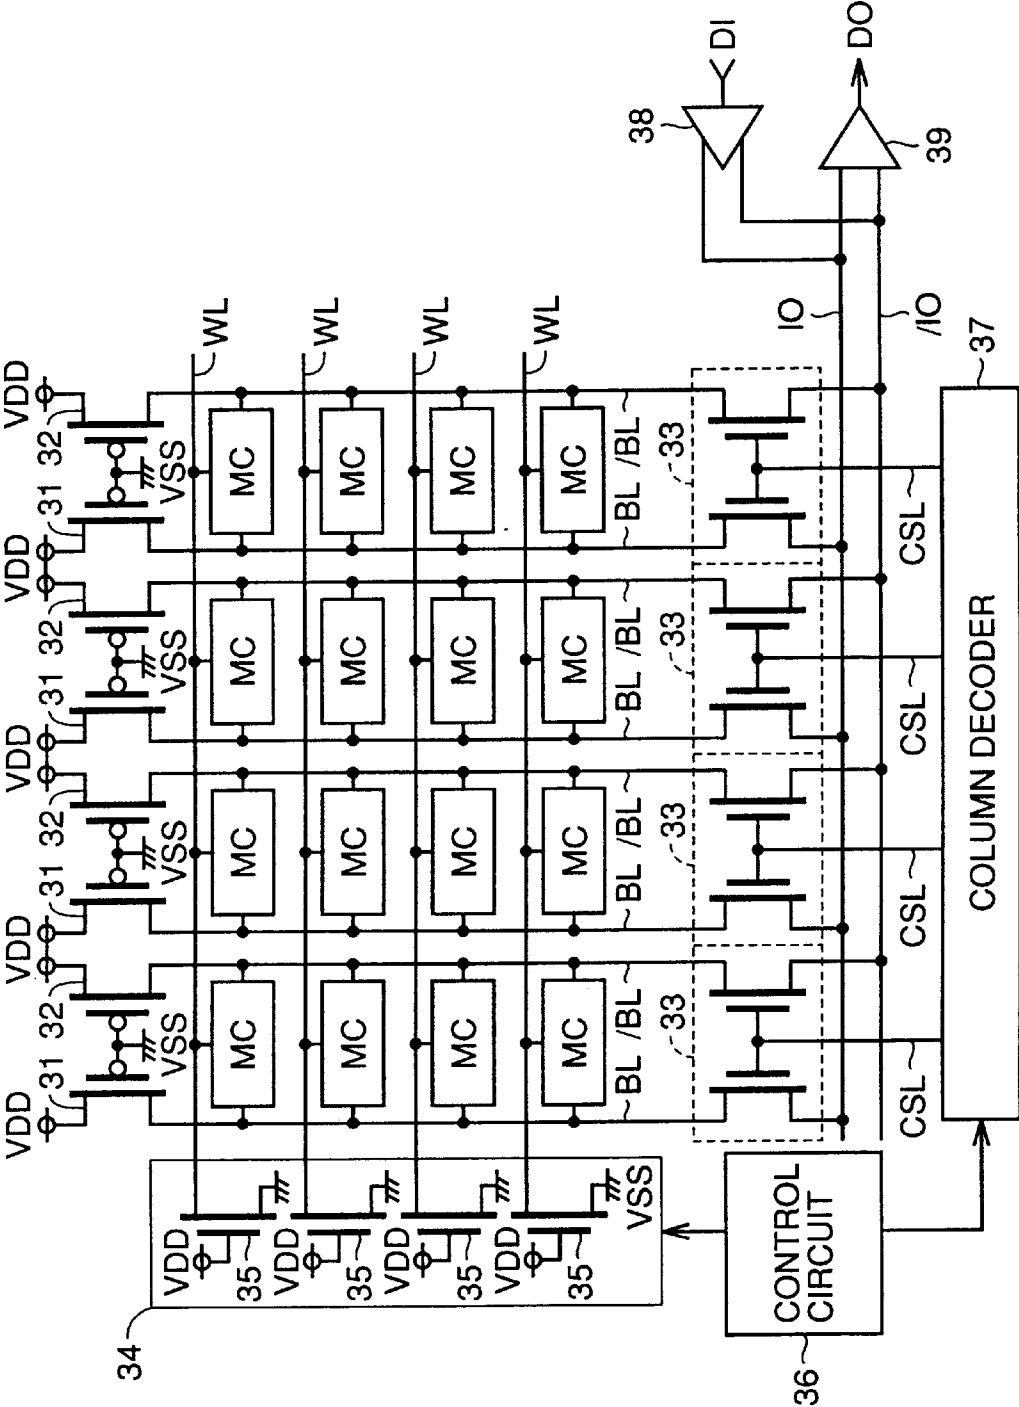 VDD VDD VDD VDD VDD
31 32 31 32 31 32 31 32
34
VDD VSS VSS VSS VSS
WL
35 MC MC MC MC
VDD WL
35 MC MC MC MC
VDD WL
35 MC MC MC MC
VDD WL
35 MC MC MC MC
VSS BL /BL BL /BL BL /BL BL /BL
38
33 33 33 33
DI
IO
CONTROL
CIRCUIT
36
DO
CSL CSL CSL CSL
/IO
39
COLUMN DECODER
37